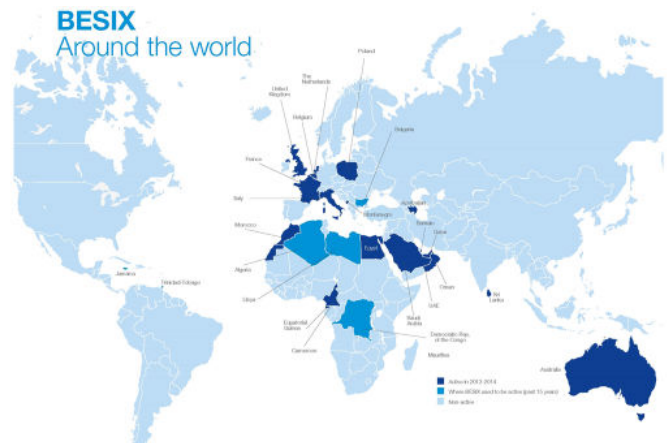 BESIX
Around the world
Poland
The
Netherlands
United
Kingdom
Belgium
Bulgaria
France
Italy
Montenegro
Azerbaijan
Morocco
Bahrain
Qatar
Egypt
Algeria
Jamaica
Trinidad-Tobago
Oman
Libya
UAE
Sri
Lanka
Saudi
Arabia
Equatorial
Guinea
Democratic Rep.
of the Congo
Cameroon
Mauritius
Australia
Active in 2013-2014
Where BESIX used to be active (past 15 years)
Non-active